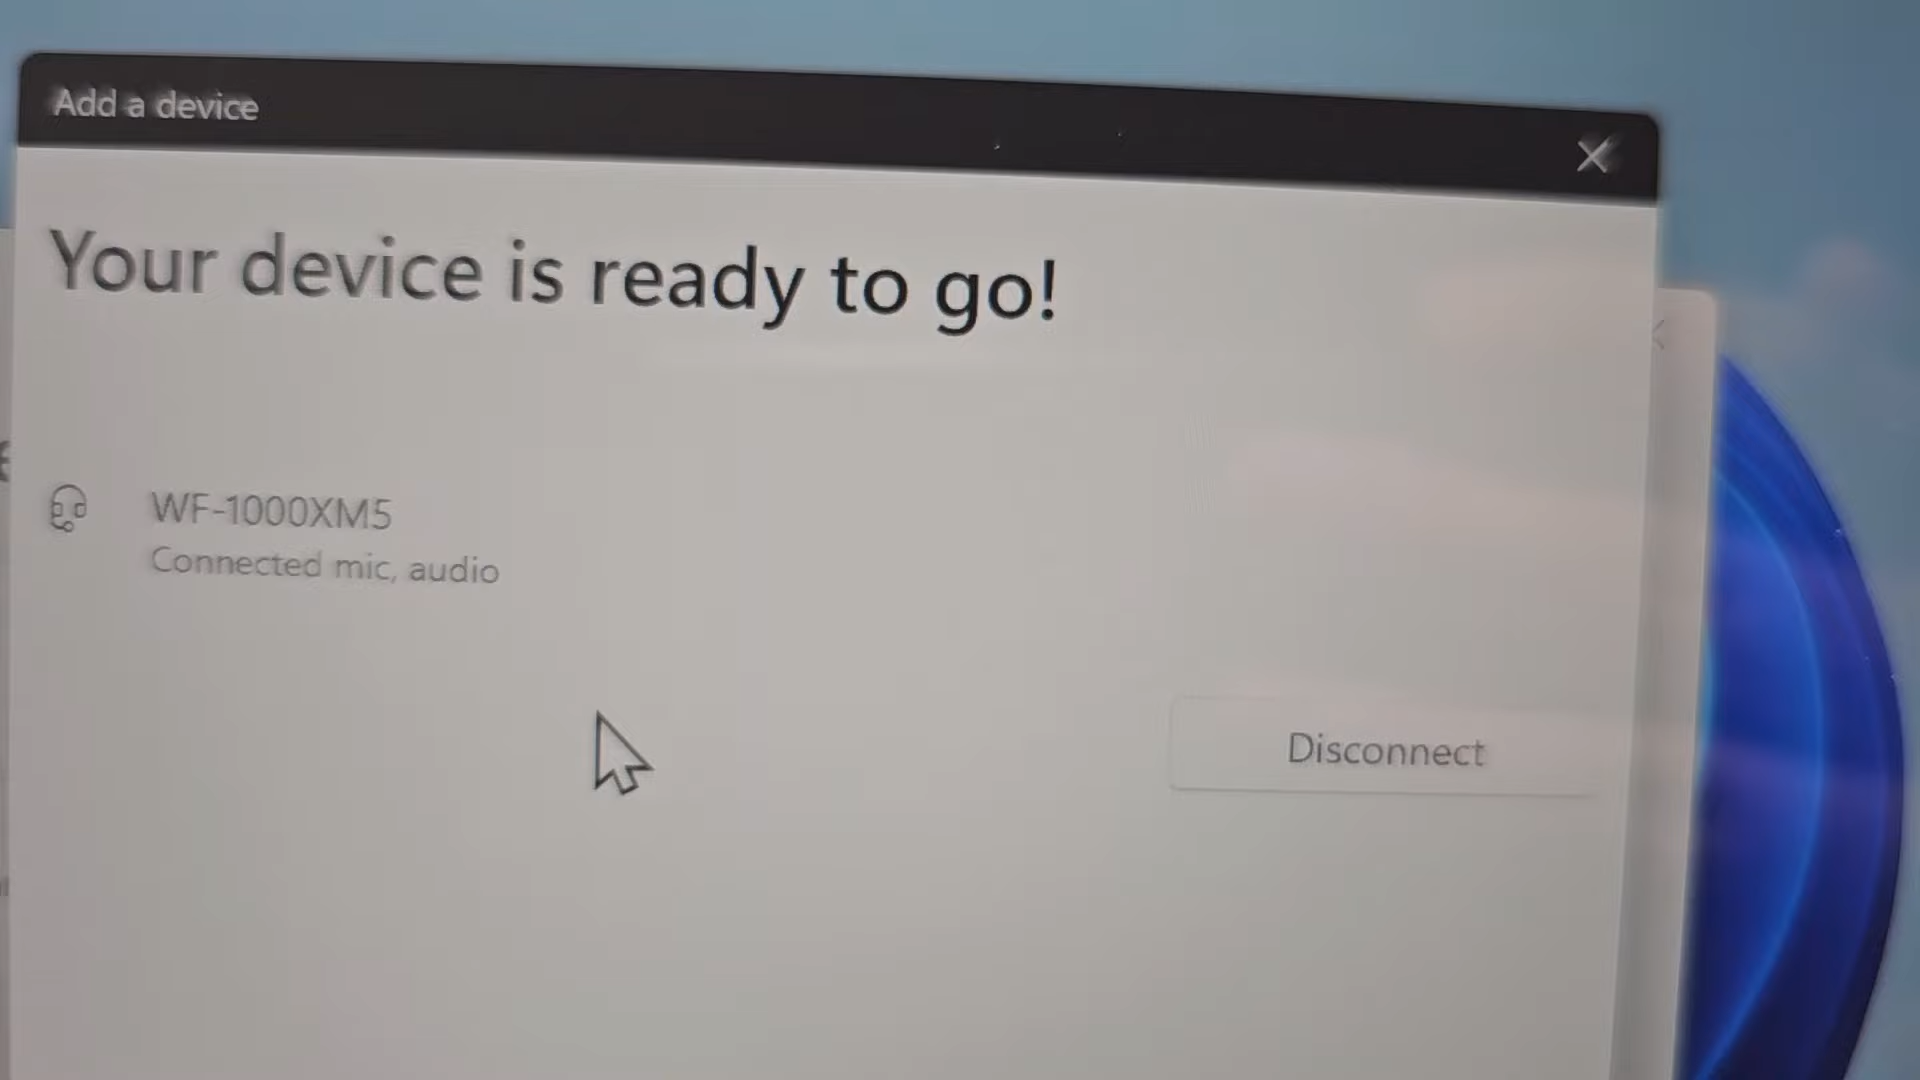 Add a device
Your device is ready to go!
WF-1000XM5
Connected mic, audio
Disconnect